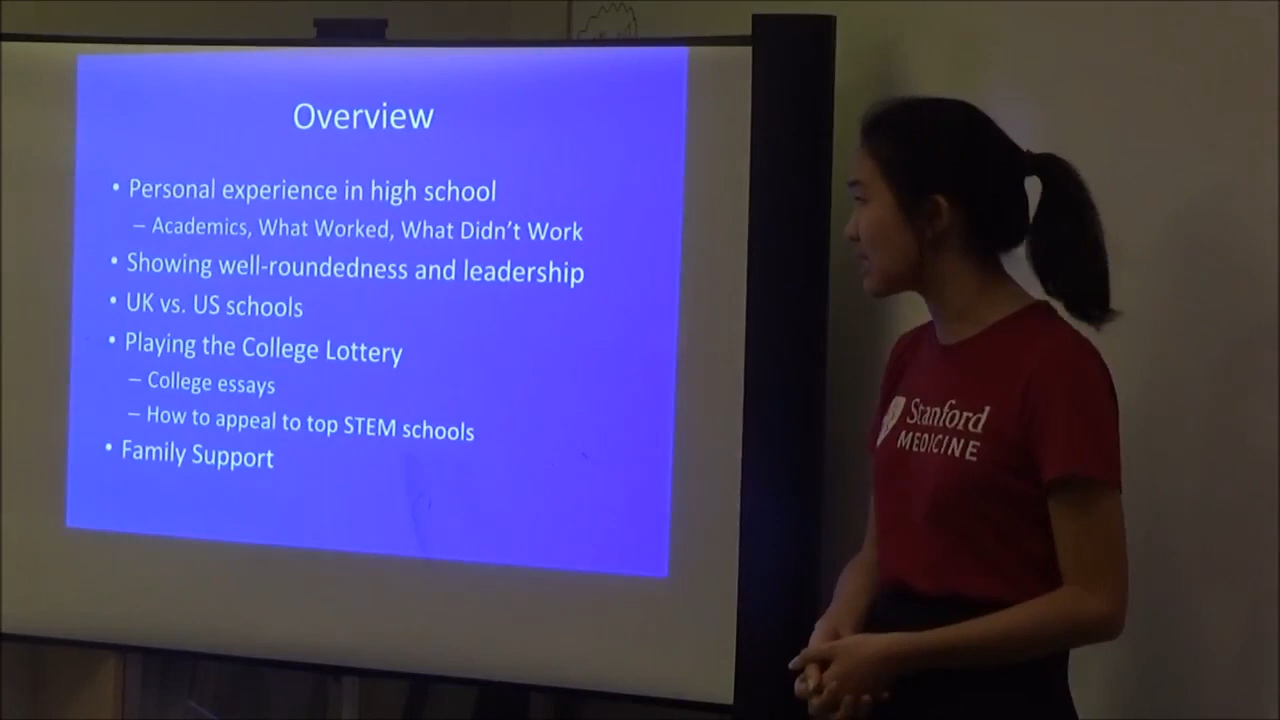 Overview
• Personal experience in high school
– Academics, What Worked, What Didn't Work
• Showing well-roundedness and leadership
• UK vs. US schools
• Playing the College Lottery
– College essays
– How to appeal to top STEM schools
• Family Support
Stanford
MEDICINE